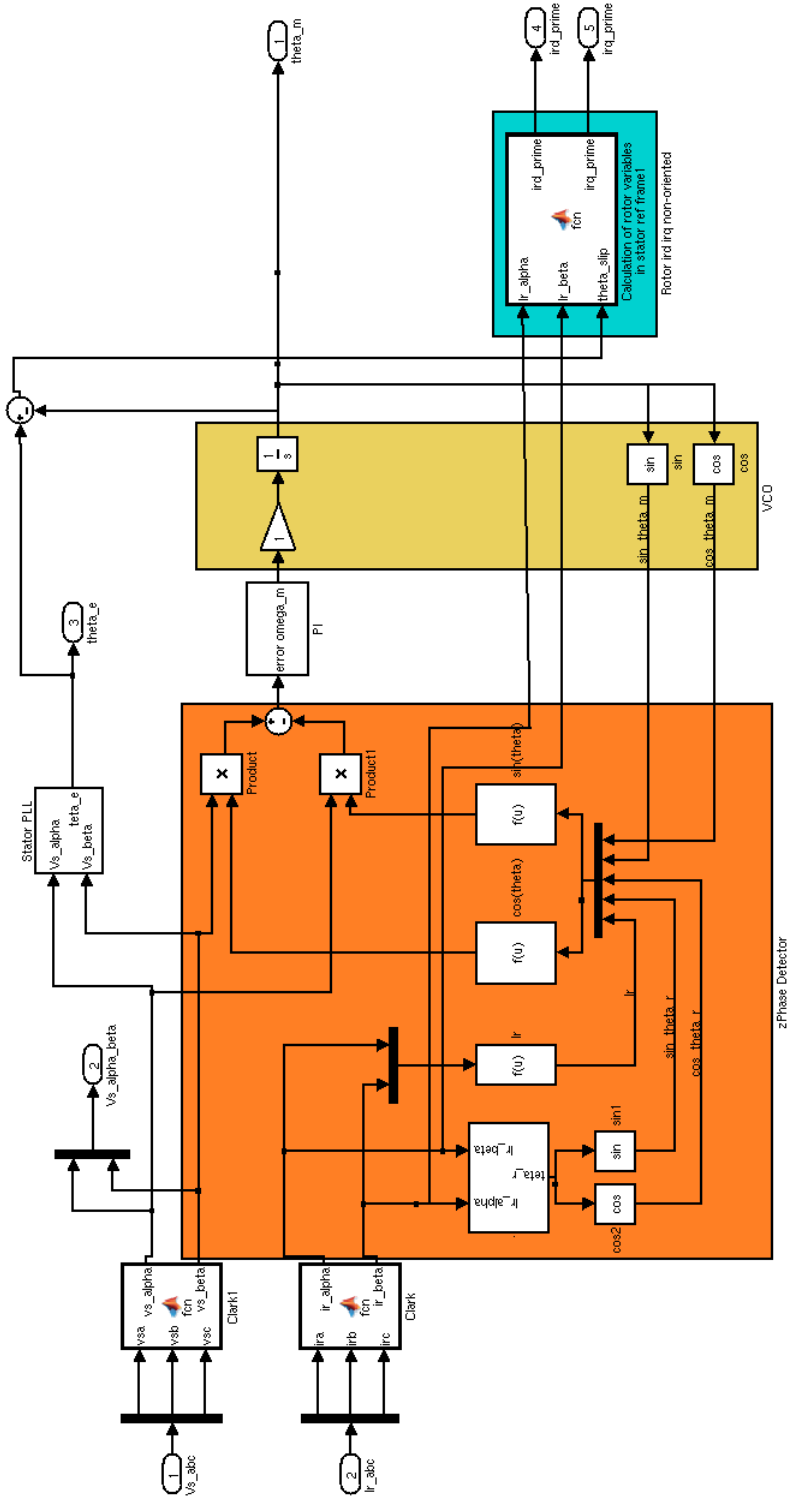 1
Vs_abc
vsa
vsb
vsc
vs_alpha
fcn
vs_beta
Clark1
2
Vs_alpha_beta
Stator PLL
Vs_alpha
teta_e
Vs_beta
3
theta_e
+
-
1
theta_m
2
Ir_abc
ira
irb
irc
ir_alpha
fcn
ir_beta
Clark
Ir_alpha
Ir_beta
teta_r
cos
cos2
sin
sin1
f(u)
Ir
Ir
sin_theta_r
cos_theta_r
f(u)
cos(theta)
f(u)
sin(theta)
×
Product
×
Product1
+
-
zPhase Detector
error omega_m
PI
1
1
s
sin
sin
sin_theta_m
cos
cos
cos_theta_m
VCO
Ir_alpha
Ir_beta
theta_slip
fcn
ird_prime
irq_prime
Calculation of rotor variables
in stator ref frame1
Rotor ird irq non-oriented
4
ird_prime
5
irq_prime